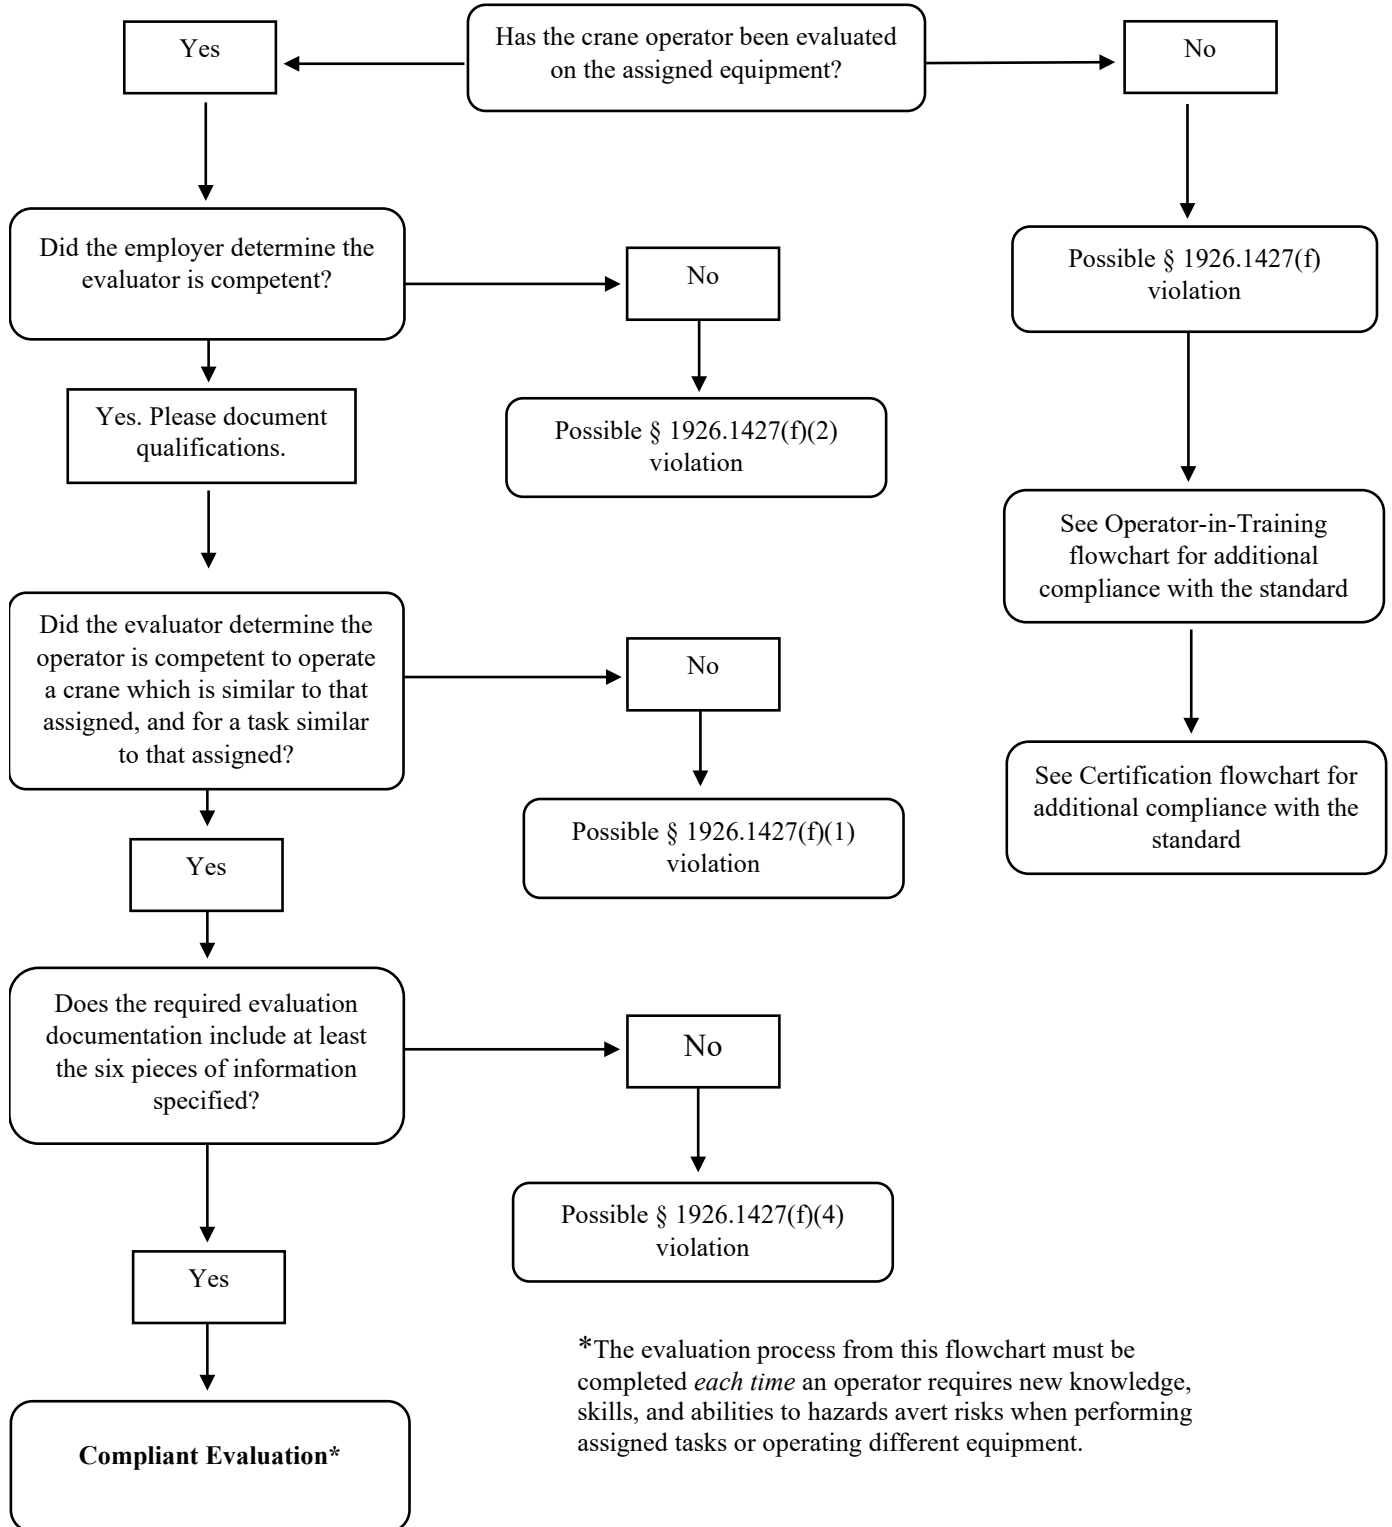 Has the crane operator been evaluated
on the assigned equipment?
Yes
No
Did the employer determine the
evaluator is competent?
No
Possible § 1926.1427(f)
violation
Yes. Please document
qualifications.
Possible § 1926.1427(f)(2)
violation
See Operator-in-Training
flowchart for additional
compliance with the standard
Did the evaluator determine the
operator is competent to operate
a crane which is similar to that
assigned, and for a task similar
to that assigned?
No
Possible § 1926.1427(f)(1)
violation
See Certification flowchart for
additional compliance with the
standard
Yes
Does the required evaluation
documentation include at least
the six pieces of information
specified?
No
Possible § 1926.1427(f)(4)
violation
Yes
Compliant Evaluation*
*The evaluation process from this flowchart must be
completed each time an operator requires new knowledge,
skills, and abilities to hazards avert risks when performing
assigned tasks or operating different equipment.